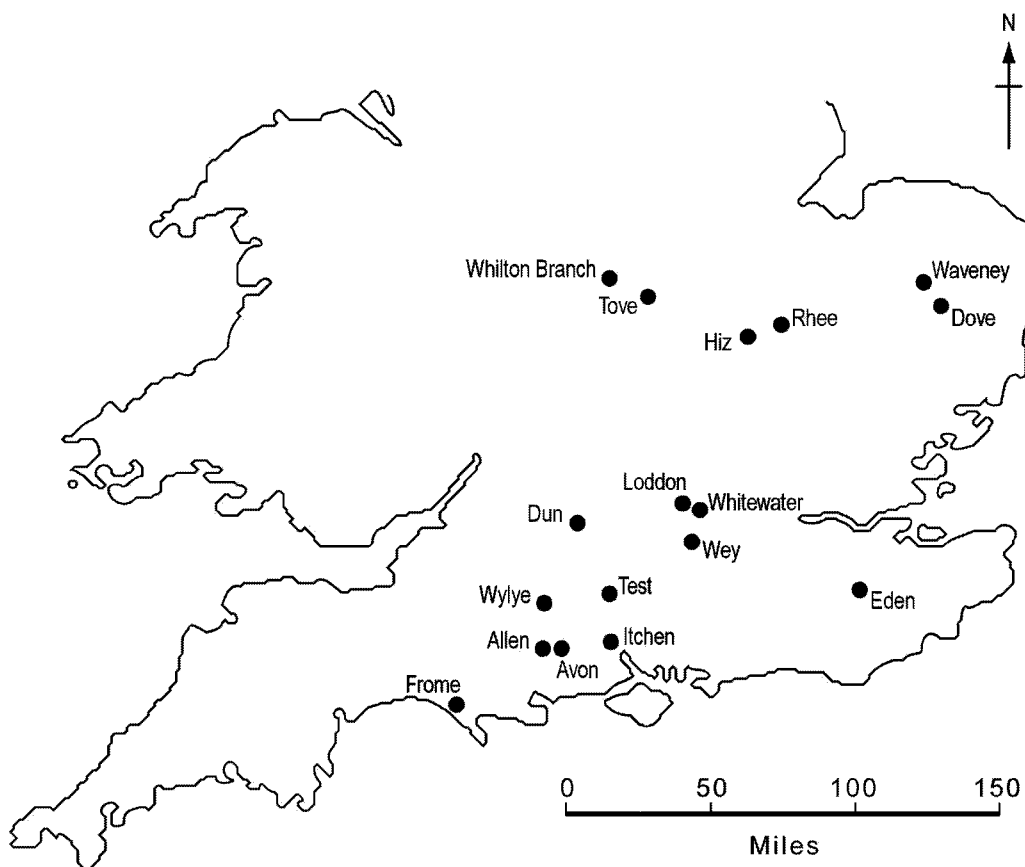 N
Whilton Branch
Tove
Waveney
Dove
Rhee
Hiz
Loddon
Whitewater
Dun
Wey
Test
Wylye
Eden
Itchen
Allen
Avon
Frome
0 50 100 150
Miles